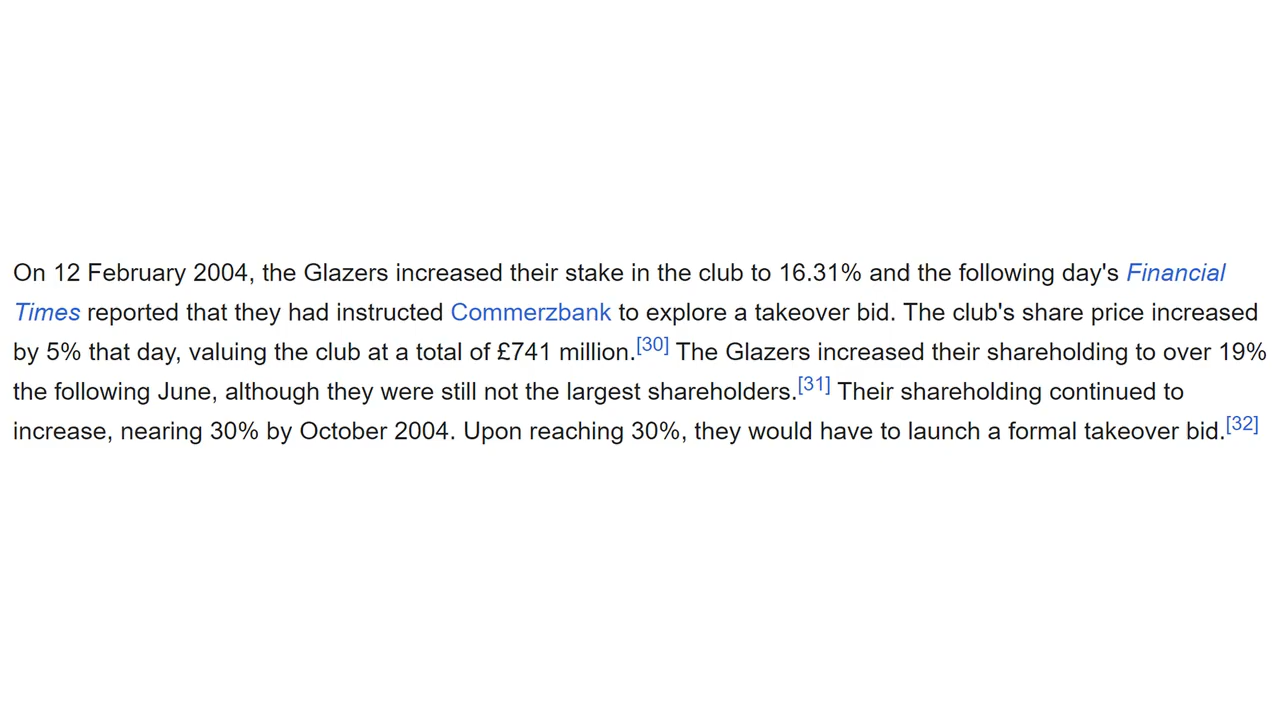 On 12 February 2004, the Glazers increased their stake in the club to 16.31% and the following day's Financial
Times reported that they had instructed Commerzbank to explore a takeover bid. The club's share price increased
by 5% that day, valuing the club at a total of £741 million.[30] The Glazers increased their shareholding to over 19%
the following June, although they were still not the largest shareholders.[31] Their shareholding continued to
increase, nearing 30% by October 2004. Upon reaching 30%, they would have to launch a formal takeover bid.[32]